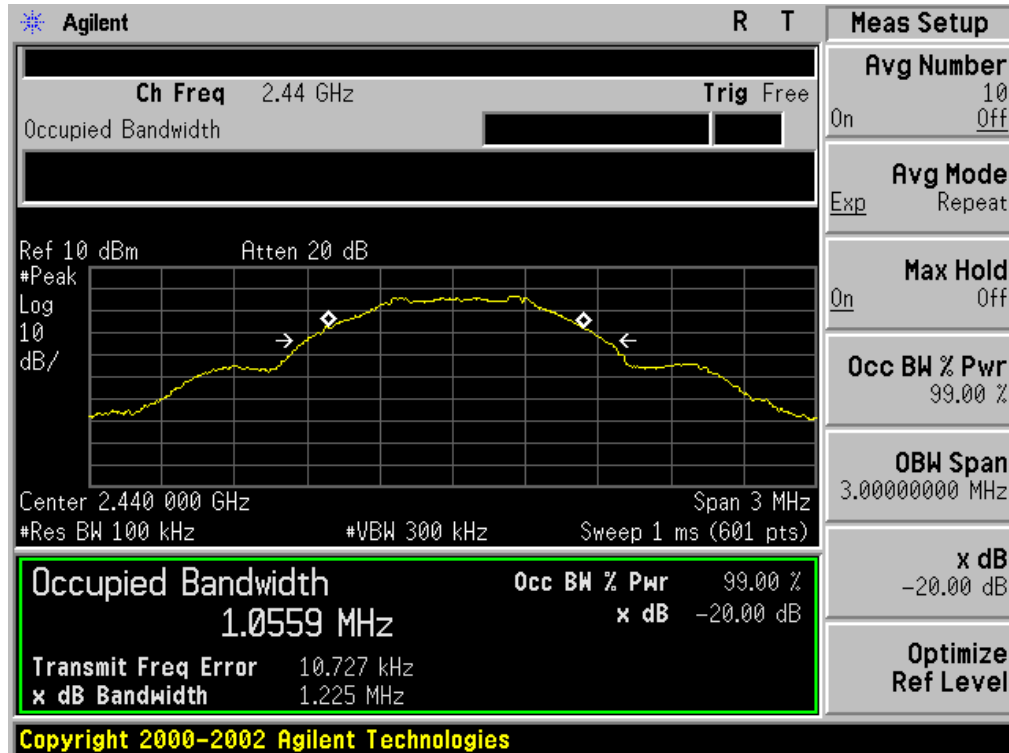 Agilent R T
Ch Freq 2.44 GHz Trig Free
Occupied Bandwidth
Ref 10 dBm Atten 20 dB
#Peak
Log
10
dB/
Center 2.440 000 GHz Span 3 MHz
#Res BW 100 kHz #VBW 300 kHz Sweep 1 ms (601 pts)
Occupied Bandwidth Occ BW % Pwr 99.00 %
1.0559 MHz x dB -20.00 dB
Transmit Freq Error 10.727 kHz
x dB Bandwidth 1.225 MHz
Copyright 2000-2002 Agilent Technologies
Meas Setup
Avg Number
10
On Off
Avg Mode
Exp Repeat
Max Hold
On Off
Occ BW % Pwr
99.00 %
OBW Span
3.00000000 MHz
x dB
-20.00 dB
Optimize
Ref Level